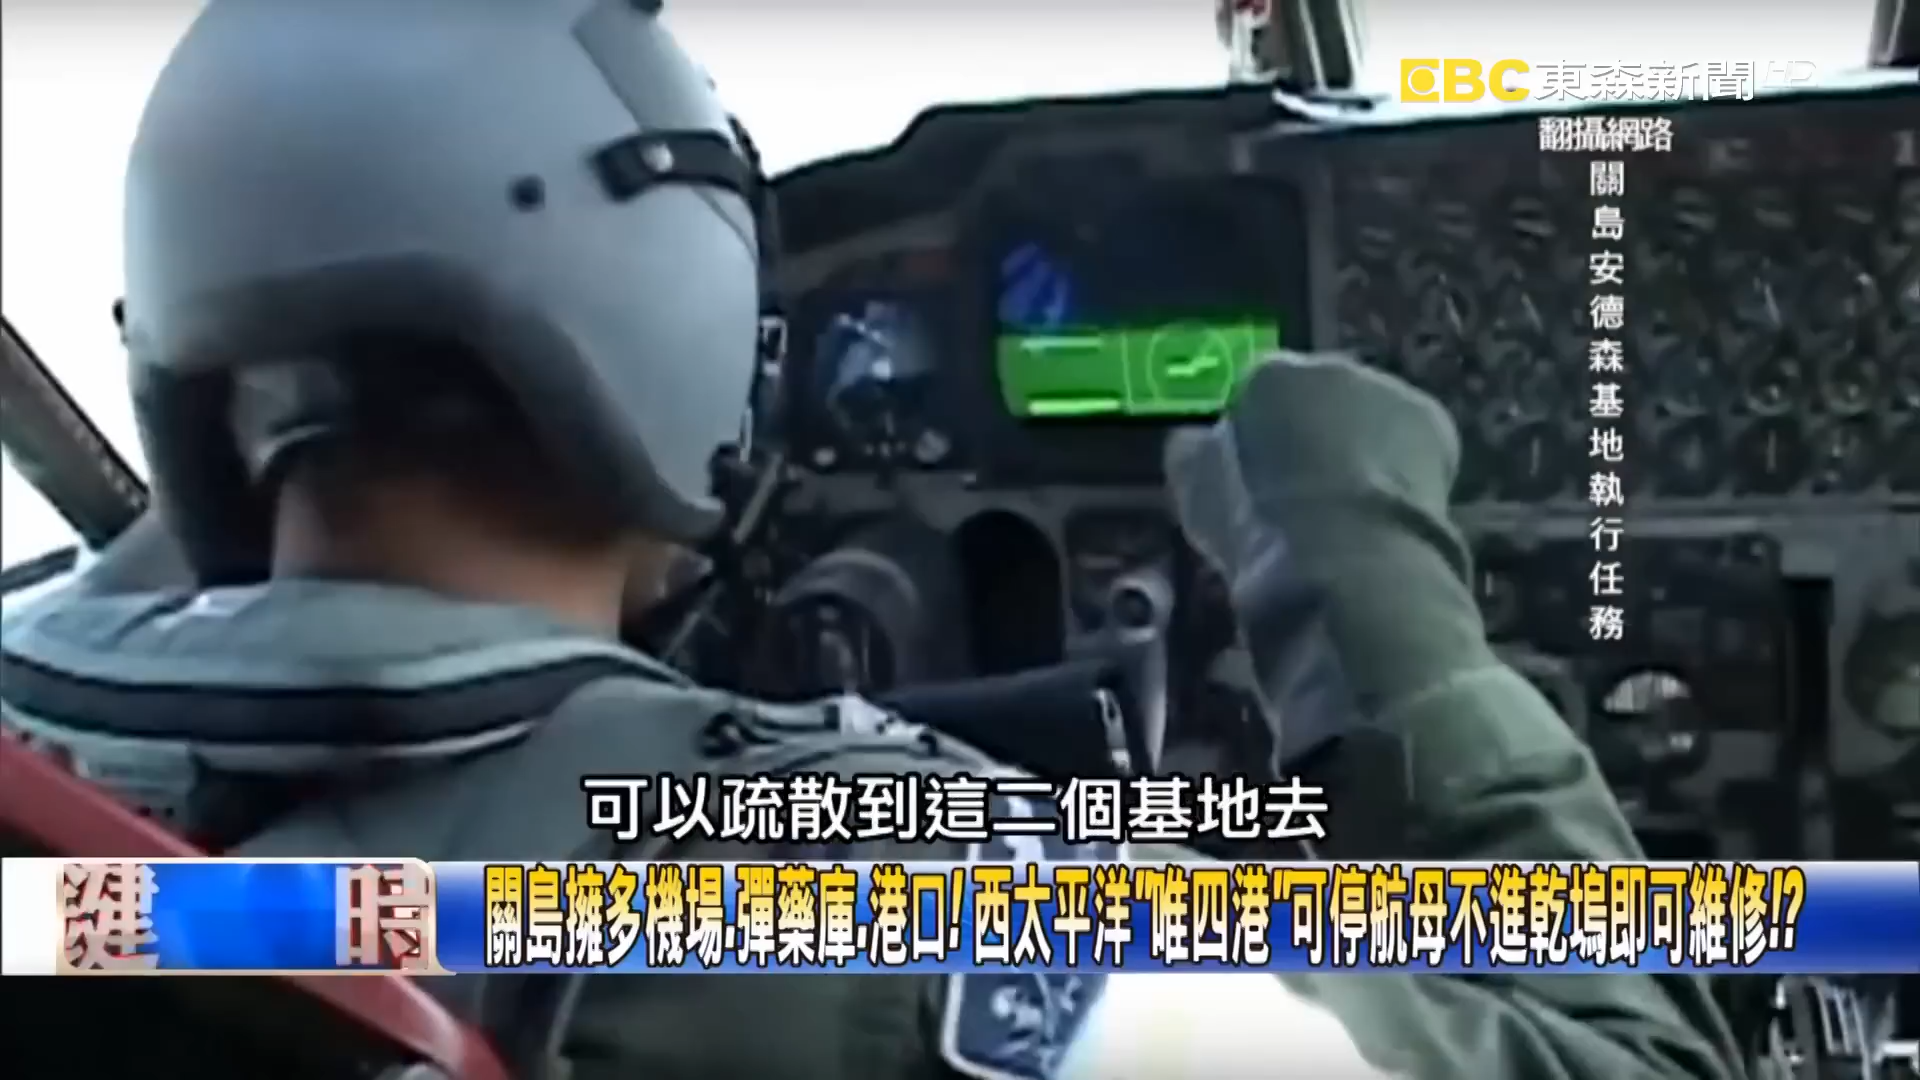 EBC東森新聞HD
翻攝網路
關島安德森基地執行任務
可以疏散到這二個基地去
鍵 時
關島擁多機場.彈藥庫.港口!西太平洋"唯四港"可停航母不進乾塢即可維修!?